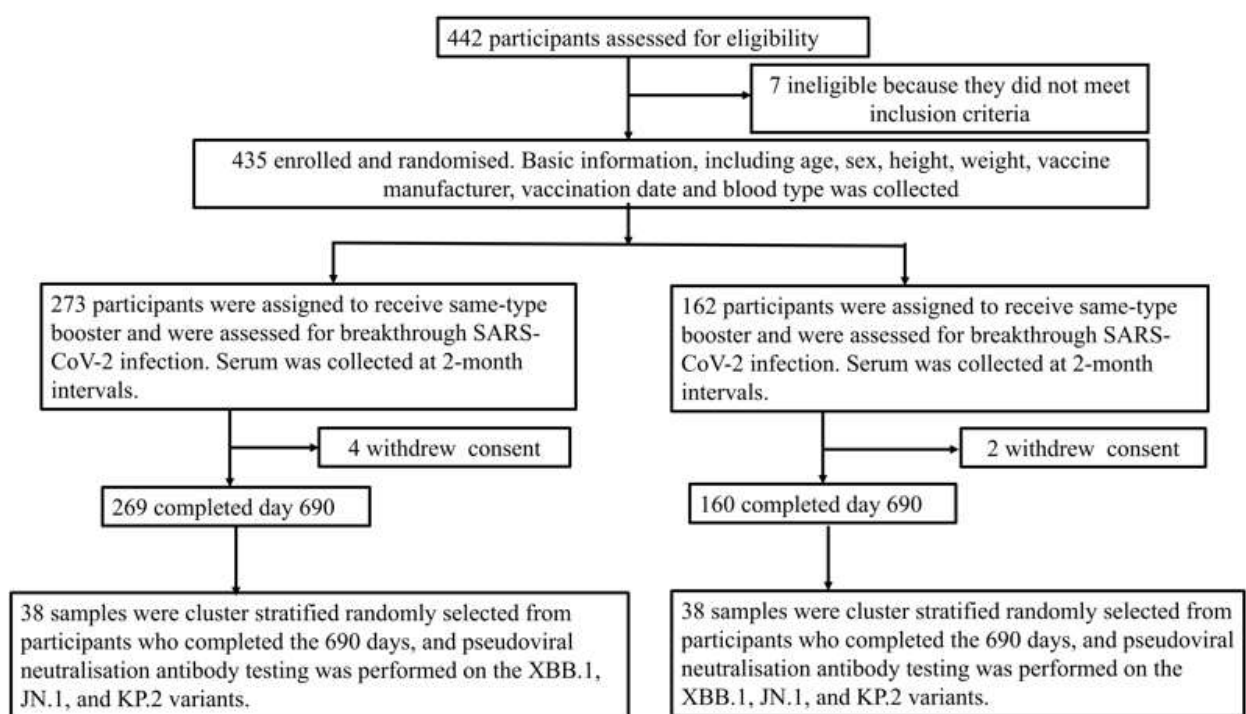 442 participants assessed for eligibility
7 ineligible because they did not meet
inclusion criteria
435 enrolled and randomised. Basic information, including age, sex, height, weight, vaccine
manufacturer, vaccination date and blood type was collected
273 participants were assigned to receive same-type
booster and were assessed for breakthrough SARS-
CoV-2 infection. Serum was collected at 2-month
intervals.
162 participants were assigned to receive same-type
booster and were assessed for breakthrough SARS-
CoV-2 infection. Serum was collected at 2-month
intervals.
4 withdrew consent
2 withdrew consent
269 completed day 690
160 completed day 690
38 samples were cluster stratified randomly selected from
participants who completed the 690 days, and pseudoviral
neutralisation antibody testing was performed on the XBB.1,
JN.1, and KP.2 variants.
38 samples were cluster stratified randomly selected from
participants who completed the 690 days, and pseudoviral
neutralisation antibody testing was performed on the
XBB.1, JN.1, and KP.2 variants.